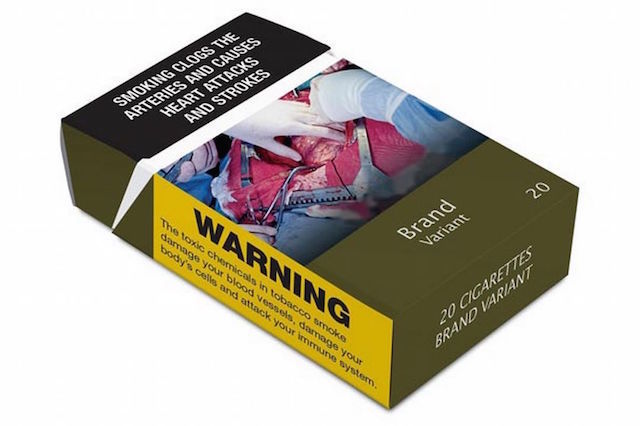 SMOKING CLOGS THE
ARTERIES AND CAUSES
HEART ATTACKS
AND STROKES
Brand
Variant
20
WARNING
The toxic chemicals in tobacco smoke
damage your blood vessels, damage your
body's cells and attack your immune system.
20 CIGARETTES
BRAND VARIANT